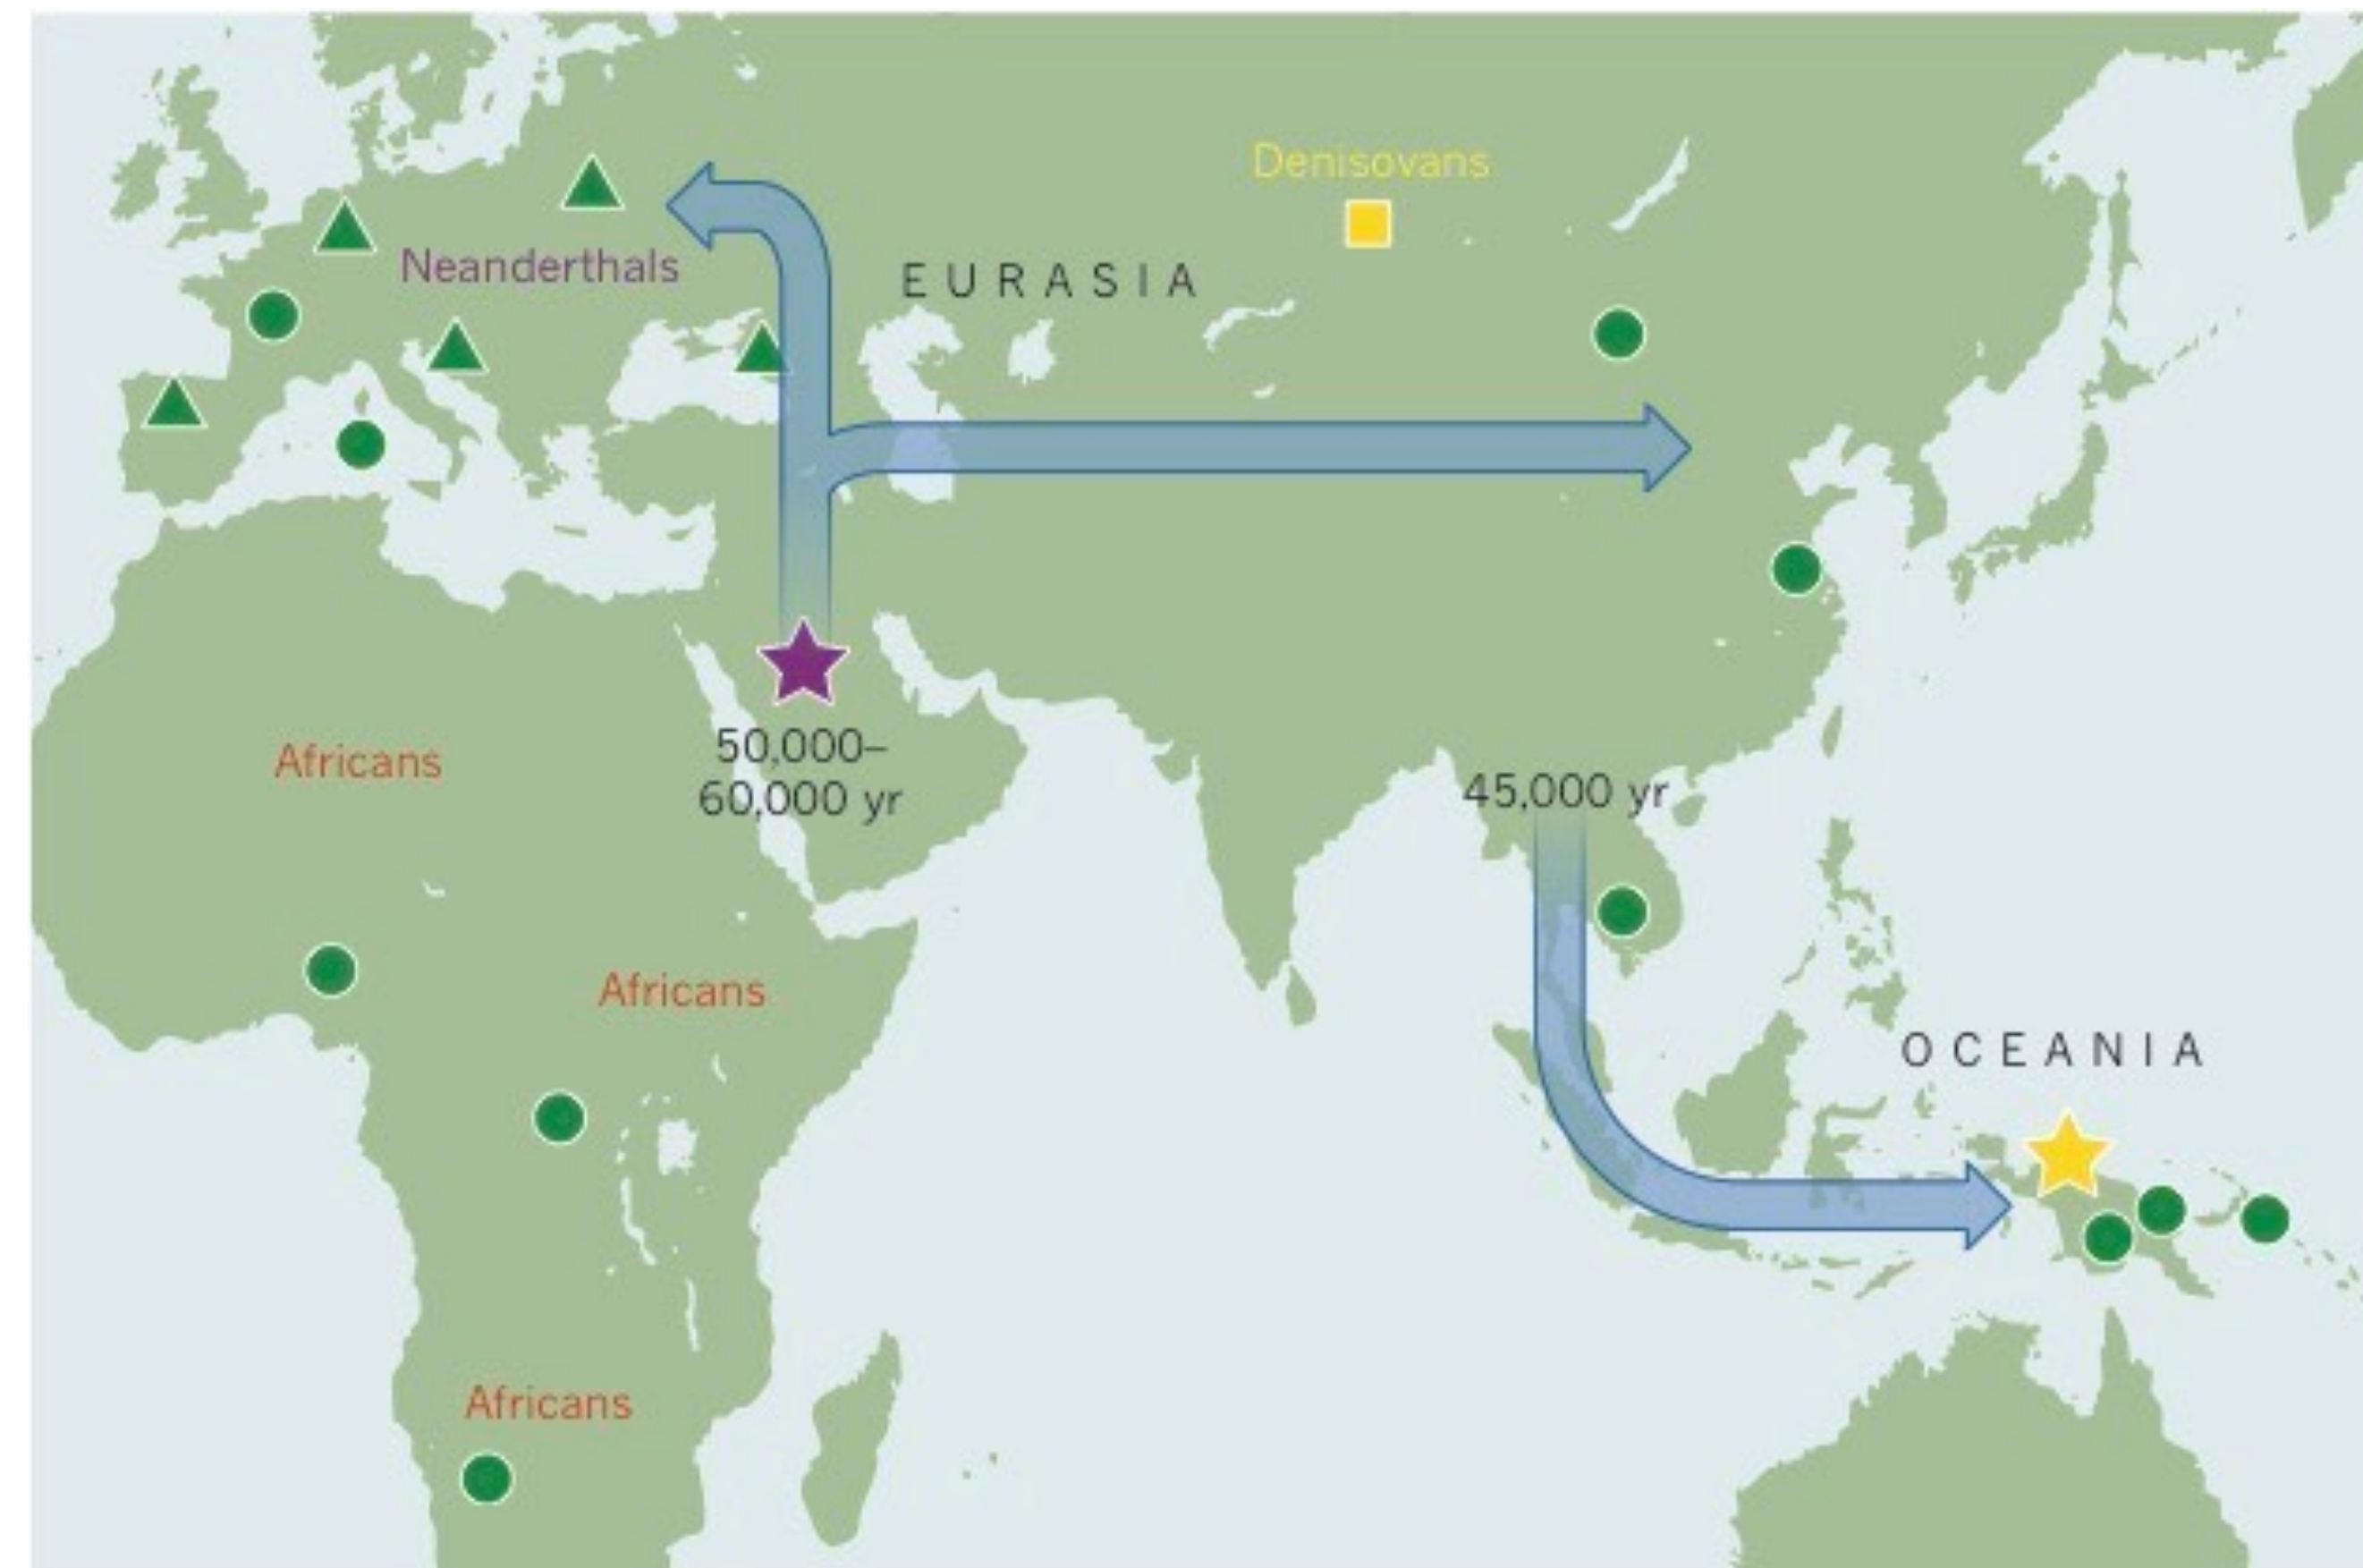 Denisovans
Neanderthals
EURASIA
Africans
50,000–
60,000 yr
45,000 yr
Africans
OCEANIA
Africans